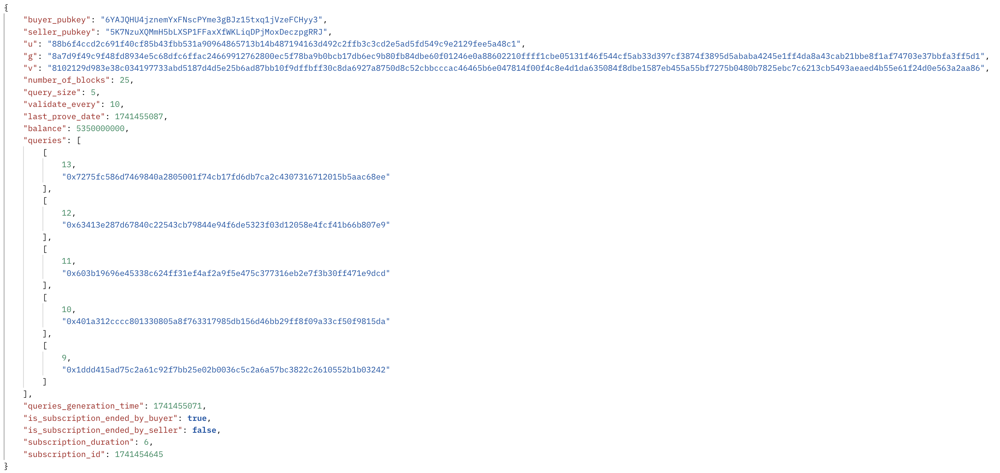 {
"buyer_pubkey": "6YAJQHU4jznemYxFNscPYme3gBJz15txq1jVzeFCHyy3",
"seller_pubkey": "5K7NzuXQMmH5bLXSP1FFaxXfWKLiqDPjMoxDeczpgRRJ",
"u": "88b6f4ccd2c691f40cf85b43fbb531a90964865713b14b487194163d492c2ffb3c3cd2e5ad5fd549c9e2129fee5a48c1",
"g": "8a7d9f49c9f48fd8934e5c68dfc6ffac24669912762800ec5f78ba9b0bcb17db6ec9b80fb84dbe60f01246e0a88602210ffff1cbe05131f46f544cf5ab33d397cf3874f3895d5ababa4245e1ff4da8a43cab21bbe8f1af74703e37bbfa3ff5d1",
"v": "8102129d983e38c034197733abd5187d4d5e25b6ad87bb10f9dffbff30c8da6927a8750d8c52cbbcccac46465b6e047814f00f4c8e4d1da635084f8dbe1587eb455a55bf7275b0480b7825ebc7c6213cb5493aeaed4b55e61f24d0e563a2aa86",
"number_of_blocks": 25,
"query_size": 5,
"validate_every": 10,
"last_prove_date": 1741455087,
"balance": 5350000000,
"queries": [
[
13,
"0x7275fc586d7469840a2805001f74cb17fd6db7ca2c4307316712015b5aac68ee"
],
[
12,
"0x63413e287d67840c22543cb79844e94f6de5323f03d12058e4fcf41b66b807e9"
],
[
11,
"0x603b19696e45338c624ff31ef4af2a9f5e475c377316eb2e7f3b30ff471e9dcd"
],
[
10,
"0x401a312cccc801330805a8f763317985db156d46bb29ff8f09a33cf50f9815da"
],
[
9,
"0x1ddd415ad75c2a61c92f7bb25e02b0036c5c2a6a57bc3822c2610552b1b03242"
]
],
"queries_generation_time": 1741455071,
"is_subscription_ended_by_buyer": true,
"is_subscription_ended_by_seller": false,
"subscription_duration": 6,
"subscription_id": 1741454645
}